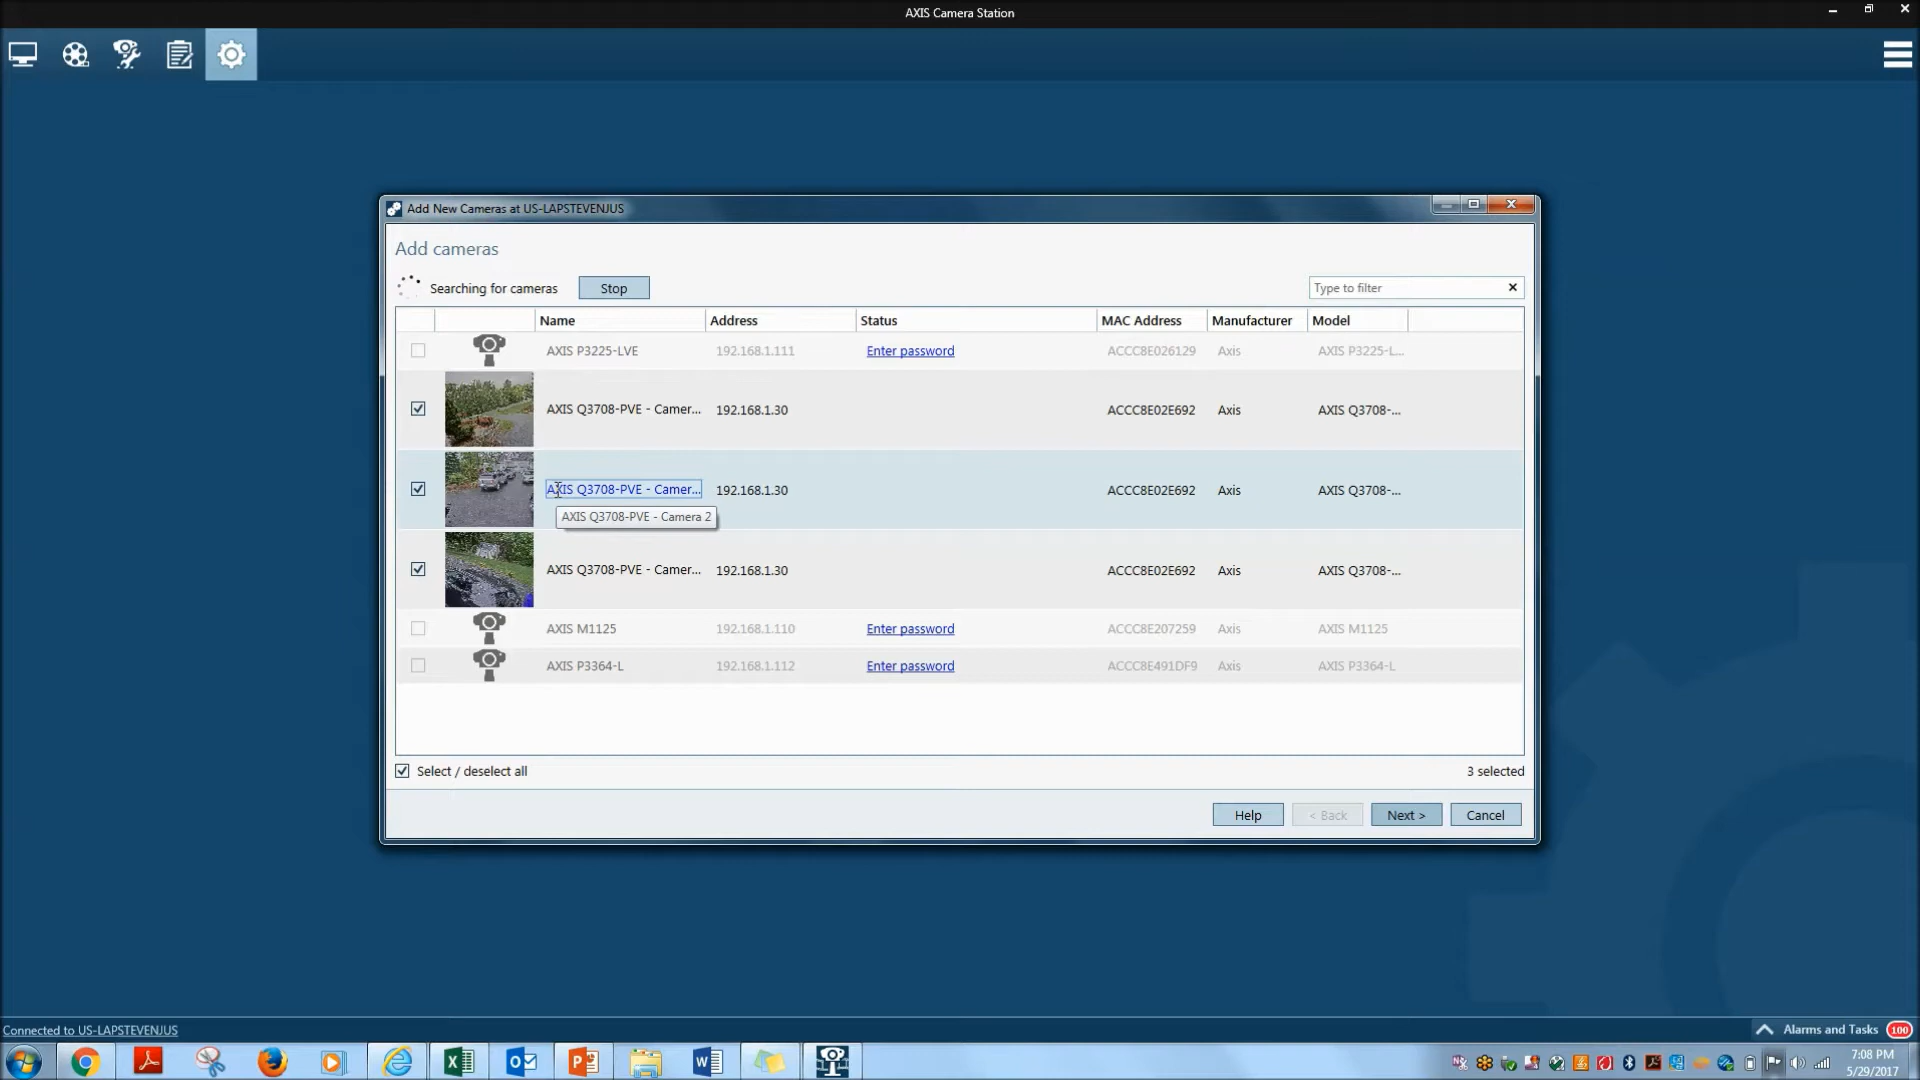 AXIS Camera Station
Add New Cameras at US-LAPSTEVENJUS
Add cameras
Searching for cameras Stop Type to filter
Name Address Status MAC Address Manufacturer Model
AXIS P3225-LVE 192.168.1.111 Enter password ACCC8E026129 Axis AXIS P3225-L...
AXIS Q3708-PVE - Camer... 192.168.1.30 ACCC8E02E692 Axis AXIS Q3708-...
AXIS Q3708-PVE - Camer... 192.168.1.30 ACCC8E02E692 Axis AXIS Q3708-...
AXIS Q3708-PVE - Camera 2
AXIS Q3708-PVE - Camer... 192.168.1.30 ACCC8E02E692 Axis AXIS Q3708-...
AXIS M1125 192.168.1.110 Enter password ACCC8E207259 Axis AXIS M1125
AXIS P3364-L 192.168.1.112 Enter password ACCC8E491DF9 Axis AXIS P3364-L
Select / deselect all 3 selected
Help < Back Next > Cancel
Connected to US-LAPSTEVENJUS Alarms and Tasks 100
7:08 PM
5/29/2017